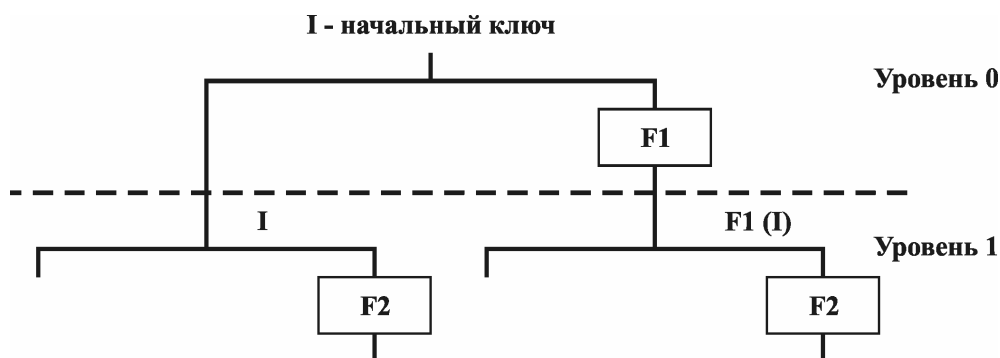 I - начальный ключ
Уровень 0
F1
I
F1 (I)
Уровень 1
F2
F2